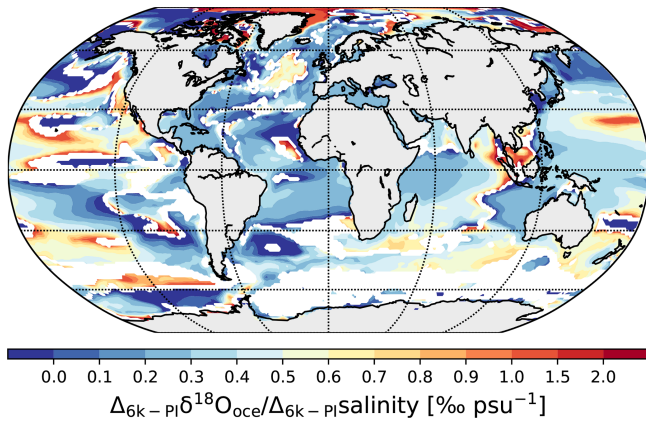 0.0 0.1 0.2 0.3 0.4 0.5 0.6 0.7 0.8 0.9 1.0 1.5 2.0
Δ₆ₖ₋PIδ¹⁸Oₒcₑ/Δ₆ₖ₋PIsalinity [‰ psu⁻¹]